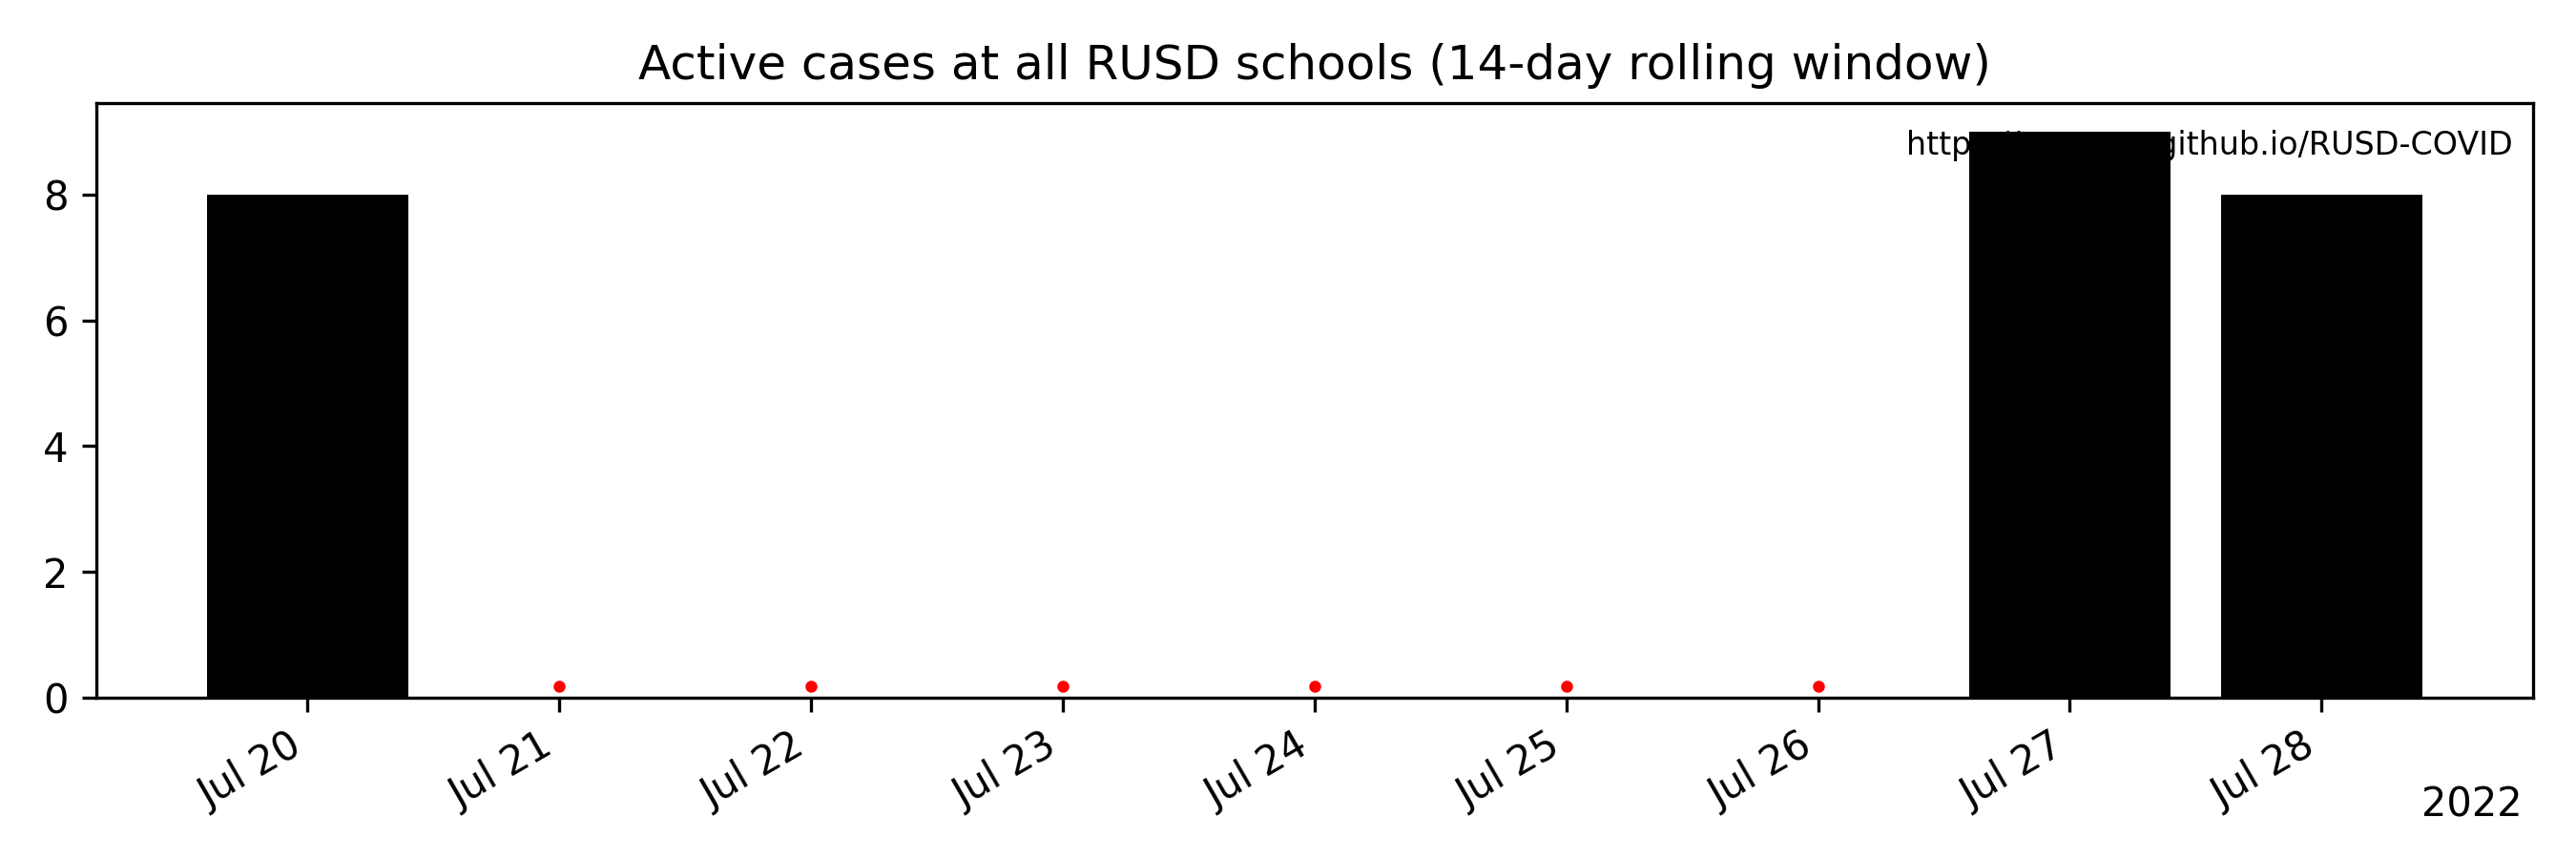 Active cases at all RUSD schools (14-day rolling window)
http github.io/RUSD-COVID
8
6
4
2
0
Jul 20 Jul 21 Jul 22 Jul 23 Jul 24 Jul 25 Jul 26 Jul 27 Jul 28
2022